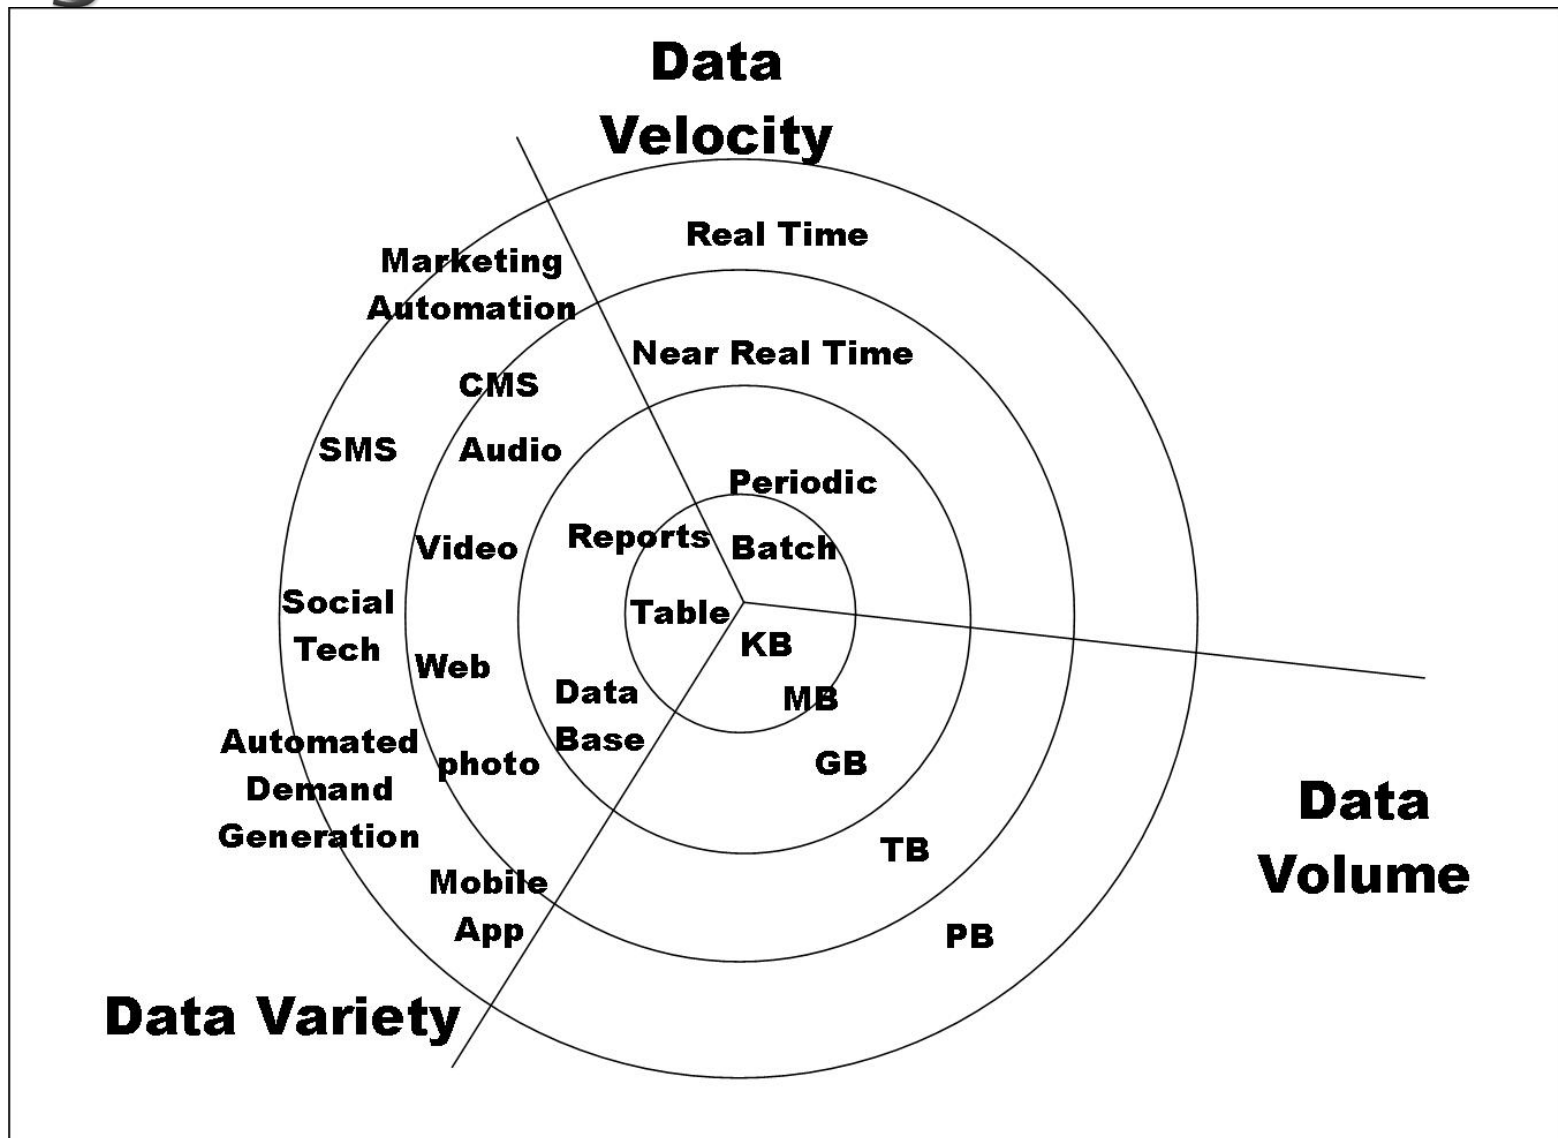 Data
Velocity
Real Time
Marketing
Automation
Near Real Time
CMS
SMS
Audio
Periodic
Reports
Batch
Video
Social
Tech
Table
KB
Web
Data
Base
MB
Automated
Demand
Generation
photo
GB
Data
Volume
TB
Mobile
App
PB
Data Variety